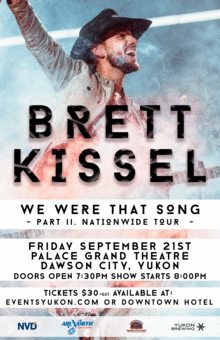 BRETT
KISSEL
WE WERE THAT SONG
- PART II. NATIONWIDE TOUR -
FRIDAY SEPTEMBER 21ST
PALACE GRAND THEATRE
DAWSON CITY, YUKON
DOORS OPEN 7:30PM SHOW STARTS 8:00PM
TICKETS $30+GST AVAILABLE AT:
EVENTSYUKON.COM OR DOWNTOWN HOTEL
NVD
AIR NORTH
YUKON
BREWING